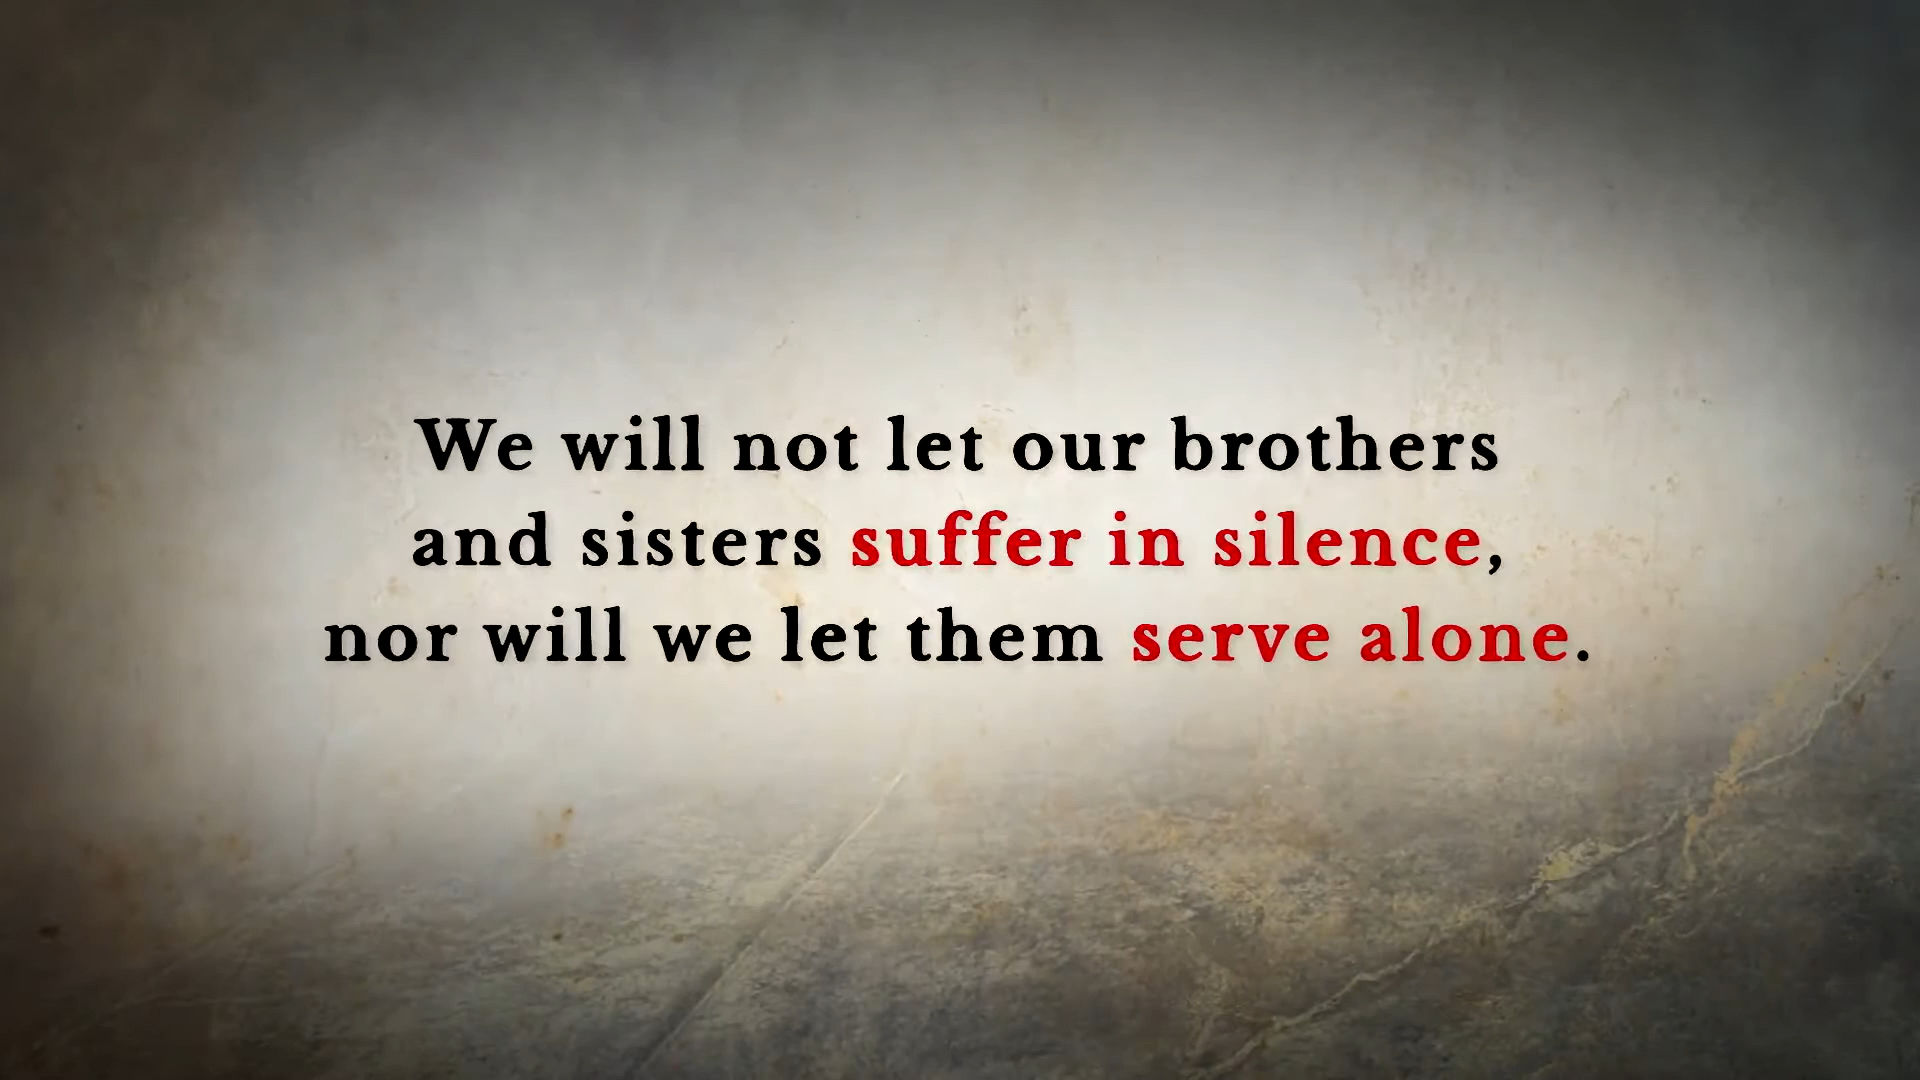 We will not let our brothers
and sisters suffer in silence,
nor will we let them serve alone.